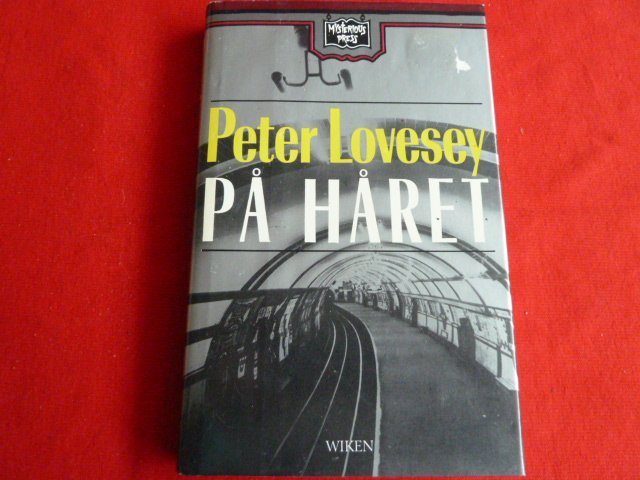 MYSTERIOUS
PRESS
Peter Lovesey
PÅ HÅRET
WIKEN